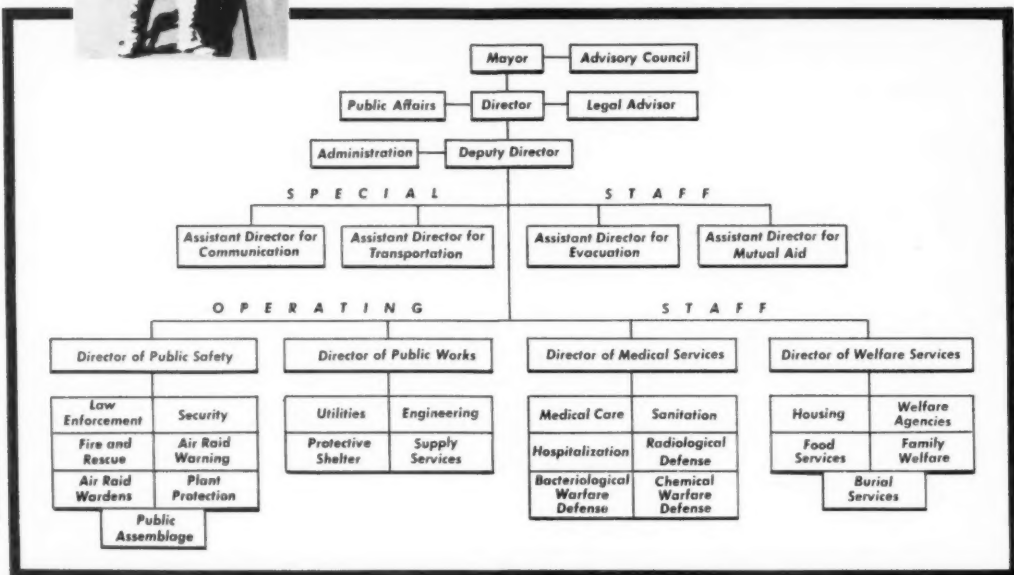 Mayor
Advisory Council
Public Affairs
Director
Legal Advisor
Administration
Deputy Director
SPECIAL STAFF
Assistant Director for
Communication
Assistant Director for
Transportation
Assistant Director for
Evacuation
Assistant Director for
Mutual Aid
OPERATING STAFF
Director of Public Safety
Director of Public Works
Director of Medical Services
Director of Welfare Services
Law
Enforcement
Security
Fire and
Rescue
Air Raid
Warning
Air Raid
Wardens
Plant
Protection
Public
Assemblage
Utilities
Engineering
Protective
Shelter
Supply
Services
Medical Care
Sanitation
Hospitalization
Radiological
Defense
Bacteriological
Warfare
Defense
Chemical
Warfare
Defense
Housing
Welfare
Agencies
Food
Services
Family
Welfare
Burial
Services